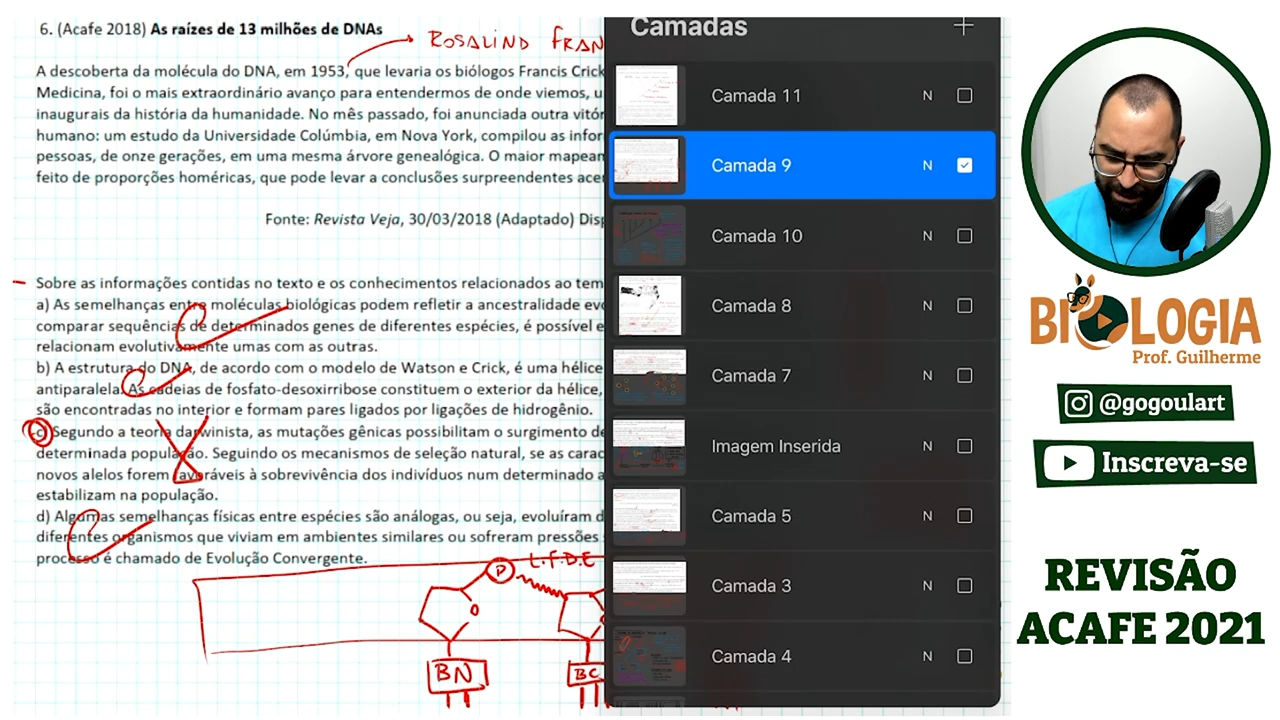 6. (Acafe 2018) As raízes de 13 milhões de DNAs
ROSALIND FRAN
A descoberta da molécula do DNA, em 1953, que levaria os biólogos Francis Crick
Medicina, foi o mais extraordinário avanço para entendermos de onde viemos, u
inaugurais da história da humanidade. No mês passado, foi anunciada outra vitór
humano: um estudo da Universidade Colúmbia, em Nova York, compilou as infor
pessoas, de onze gerações, em uma mesma árvore genealógica. O maior mapean
feito de proporções homéricas, que pode levar a conclusões surpreendentes acer
Fonte: Revista Veja, 30/03/2018 (Adaptado) Disp
Sobre as informações contidas no texto e os conhecimentos relacionados ao tem
a) As semelhanças entre moléculas biológicas podem refletir a ancestralidade evo
comparar sequências de determinados genes de diferentes espécies, é possível e
relacionam evolutivamente umas com as outras.
b) A estrutura do DNA, de acordo com o modelo de Watson e Crick, é uma hélice
antiparalela. As cadeias de fosfato-desoxirribose constituem o exterior da hélice,
são encontradas no interior e formam pares ligados por ligações de hidrogênio.
c) Segundo a teoria darwinista, as mutações gênicas possibilitam o surgimento de
determinada população. Seguindo os mecanismos de seleção natural, se as carac
novos alelos forem favoráveis à sobrevivência dos indivíduos num determinado a
estabilizam na população.
d) Algumas semelhanças físicas entre espécies são análogas, ou seja, evoluíram d
diferentes organismos que viviam em ambientes similares ou sofreram pressões
processo é chamado de Evolução Convergente.
L.F.D.E
P
O
BN
BC
Camadas
Camada 11 N
Camada 9 N
Camada 10 N
Camada 8 N
Camada 7 N
Imagem Inserida N
Camada 5 N
Camada 3 N
Camada 4 N
BIOLOGIA
Prof. Guilherme
@gogoulart
Inscreva-se
REVISÃO
ACAFE 2021